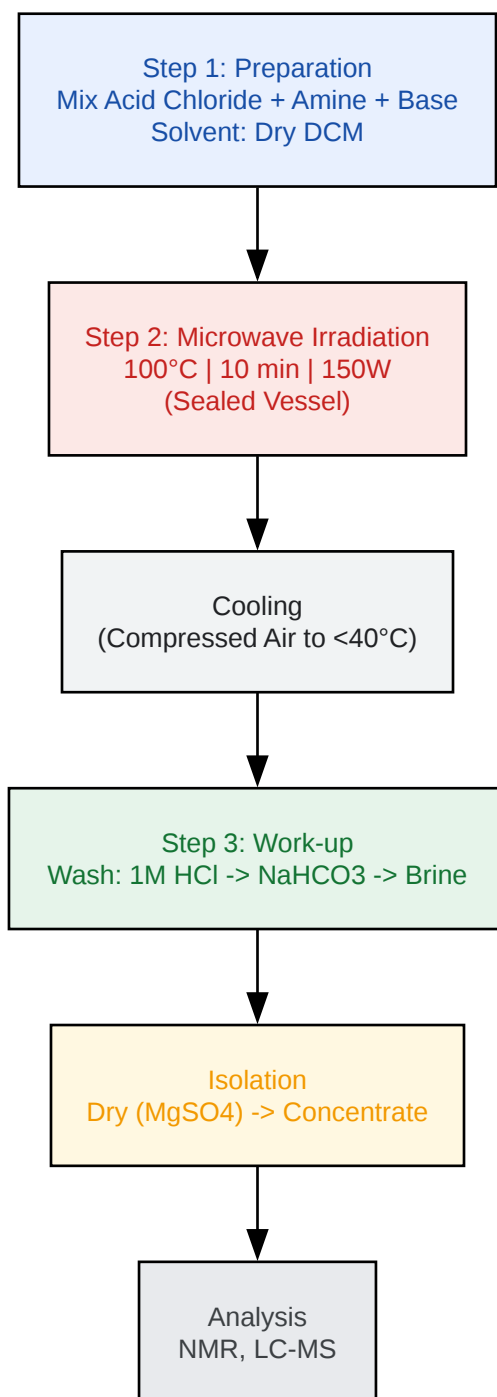 Step 1: Preparation
Mix Acid Chloride + Amine + Base
Solvent: Dry DCM
Step 2: Microwave Irradiation
100°C | 10 min | 150W
(Sealed Vessel)
Cooling
(Compressed Air to <40°C)
Step 3: Work-up
Wash: 1M HCl -> NaHCO3 -> Brine
Isolation
Dry (MgSO4) -> Concentrate
Analysis
NMR, LC-MS